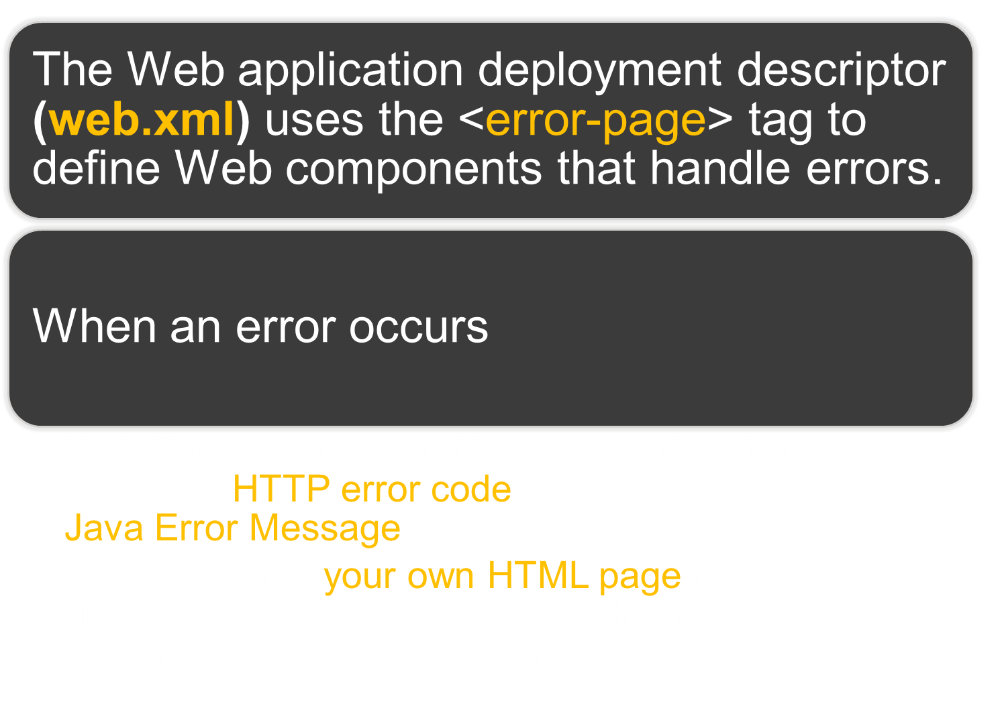 The Web application deployment descriptor
(web.xml) uses the <error-page> tag to
define Web components that handle errors.
When an error occurs
HTTP error code
Java Error Message
your own HTML page